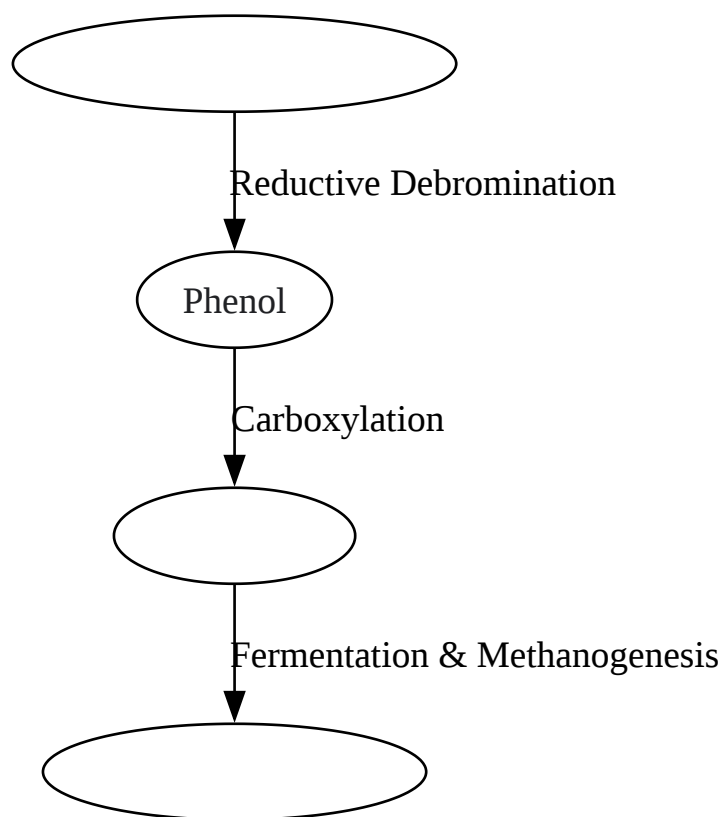 Reductive Debromination
Phenol
Carboxylation
Fermentation & Methanogenesis